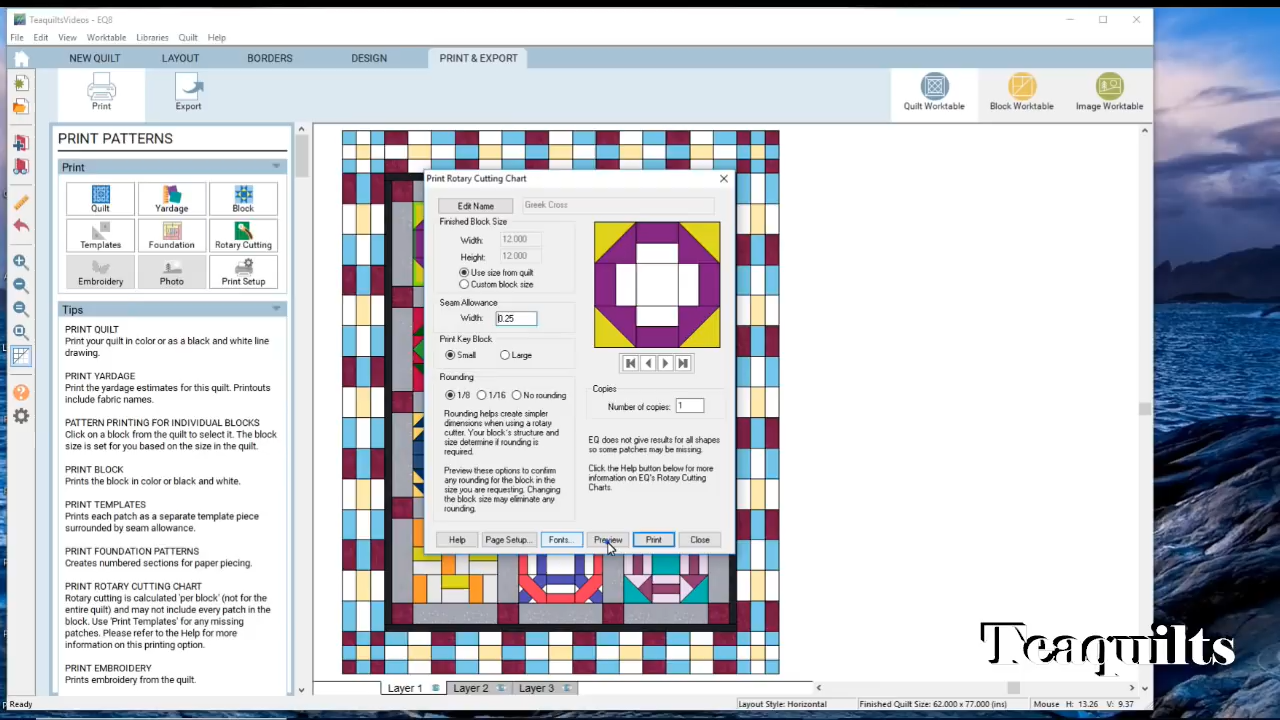 TeaquiltsVideos - EQ8
File Edit View Worktable Libraries Quilt Help
NEW QUILT LAYOUT BORDERS DESIGN PRINT & EXPORT
Print Export Quilt Worktable Block Worktable Image Worktable
PRINT PATTERNS
Print
Quilt Yardage Block
Templates Foundation Rotary Cutting
Embroidery Photo Print Setup
Tips
PRINT QUILT
Print your quilt in color or as a black and white line
drawing.
PRINT YARDAGE
Print the yardage estimates for this quilt. Printouts
include fabric names.
PATTERN PRINTING FOR INDIVIDUAL BLOCKS
Click on a block from the quilt to select it. The block
size is set for you based on the size in the quilt.
PRINT BLOCK
Prints the block in color or black and white.
PRINT TEMPLATES
Prints each patch as a separate template piece
surrounded by seam allowance.
PRINT FOUNDATION PATTERNS
Creates numbered sections for paper piecing.
PRINT ROTARY CUTTING CHART
Rotary cutting is calculated 'per block' (not for the
entire quilt) and may not include every patch in the
block. Use 'Print Templates' for any missing
patches. Please refer to the Help for more
information on this printing option.
PRINT EMBROIDERY
Prints embroidery from the quilt.
Print Rotary Cutting Chart
Edit Name Greek Cross
Finished Block Size
Width: 12.000
Height: 12.000
Use size from quilt
Custom block size
Seam Allowance
Width: 0.25
Print Key Block
Small Large
Rounding
1/8 1/16 No rounding
Rounding helps create simpler
dimensions when using a rotary
cutter. Your block's structure and
size determine if rounding is
required.
Preview these options to confirm
any rounding for the block in the
size you are requesting. Changing
the block size may eliminate any
rounding.
Copies
Number of copies: 1
EQ does not give results for all shapes
so some patches may be missing.
Click the Help button below for more
information on EQ's Rotary Cutting
Charts.
Help Page Setup... Fonts... Preview Print Close
Teaquilts
Layer 1 Layer 2 Layer 3
Ready Layout Style: Horizontal Finished Quilt Size: 62.000 x 77.000 (ins) Mouse H: 13.26 V: 9.37